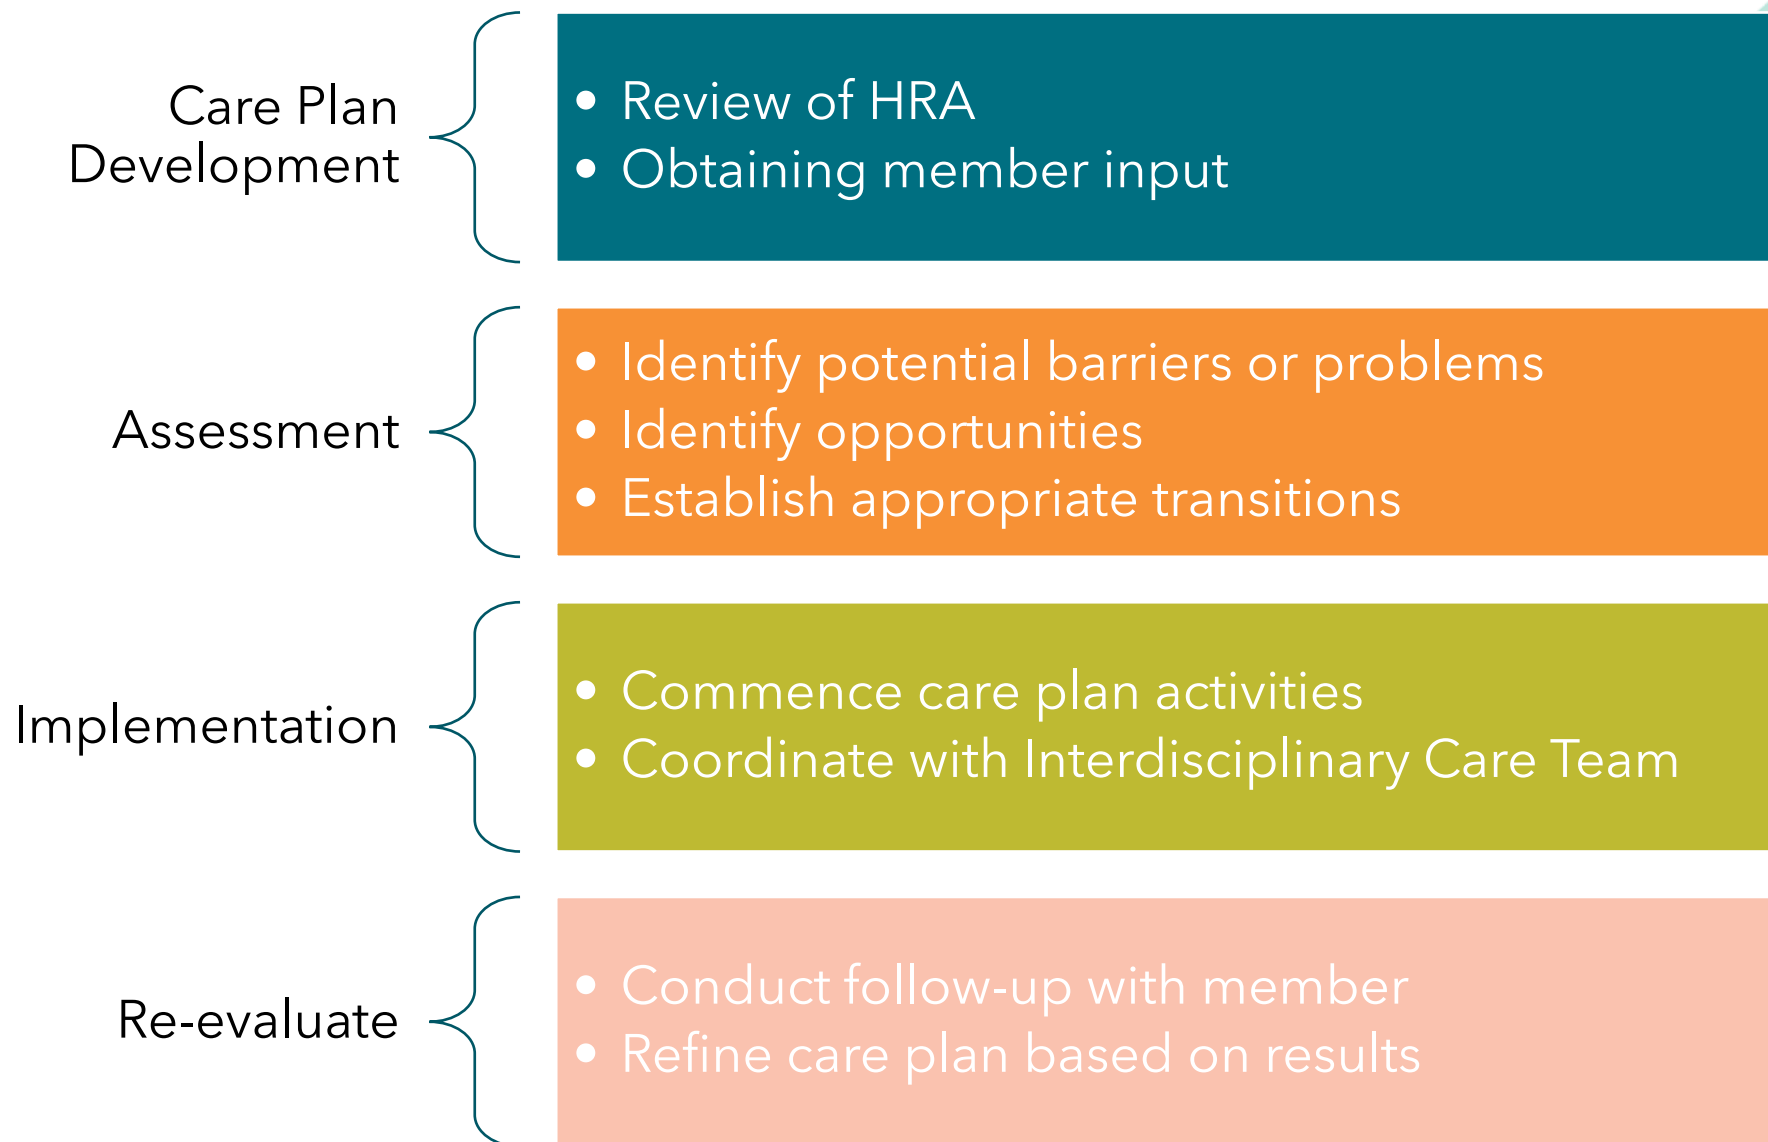 Care Plan
Development
• Review of HRA
• Obtaining member input
Assessment
• Identify potential barriers or problems
• Identify opportunities
• Establish appropriate transitions
Implementation
• Commence care plan activities
• Coordinate with Interdisciplinary Care Team
Re-evaluate
• Conduct follow-up with member
• Refine care plan based on results